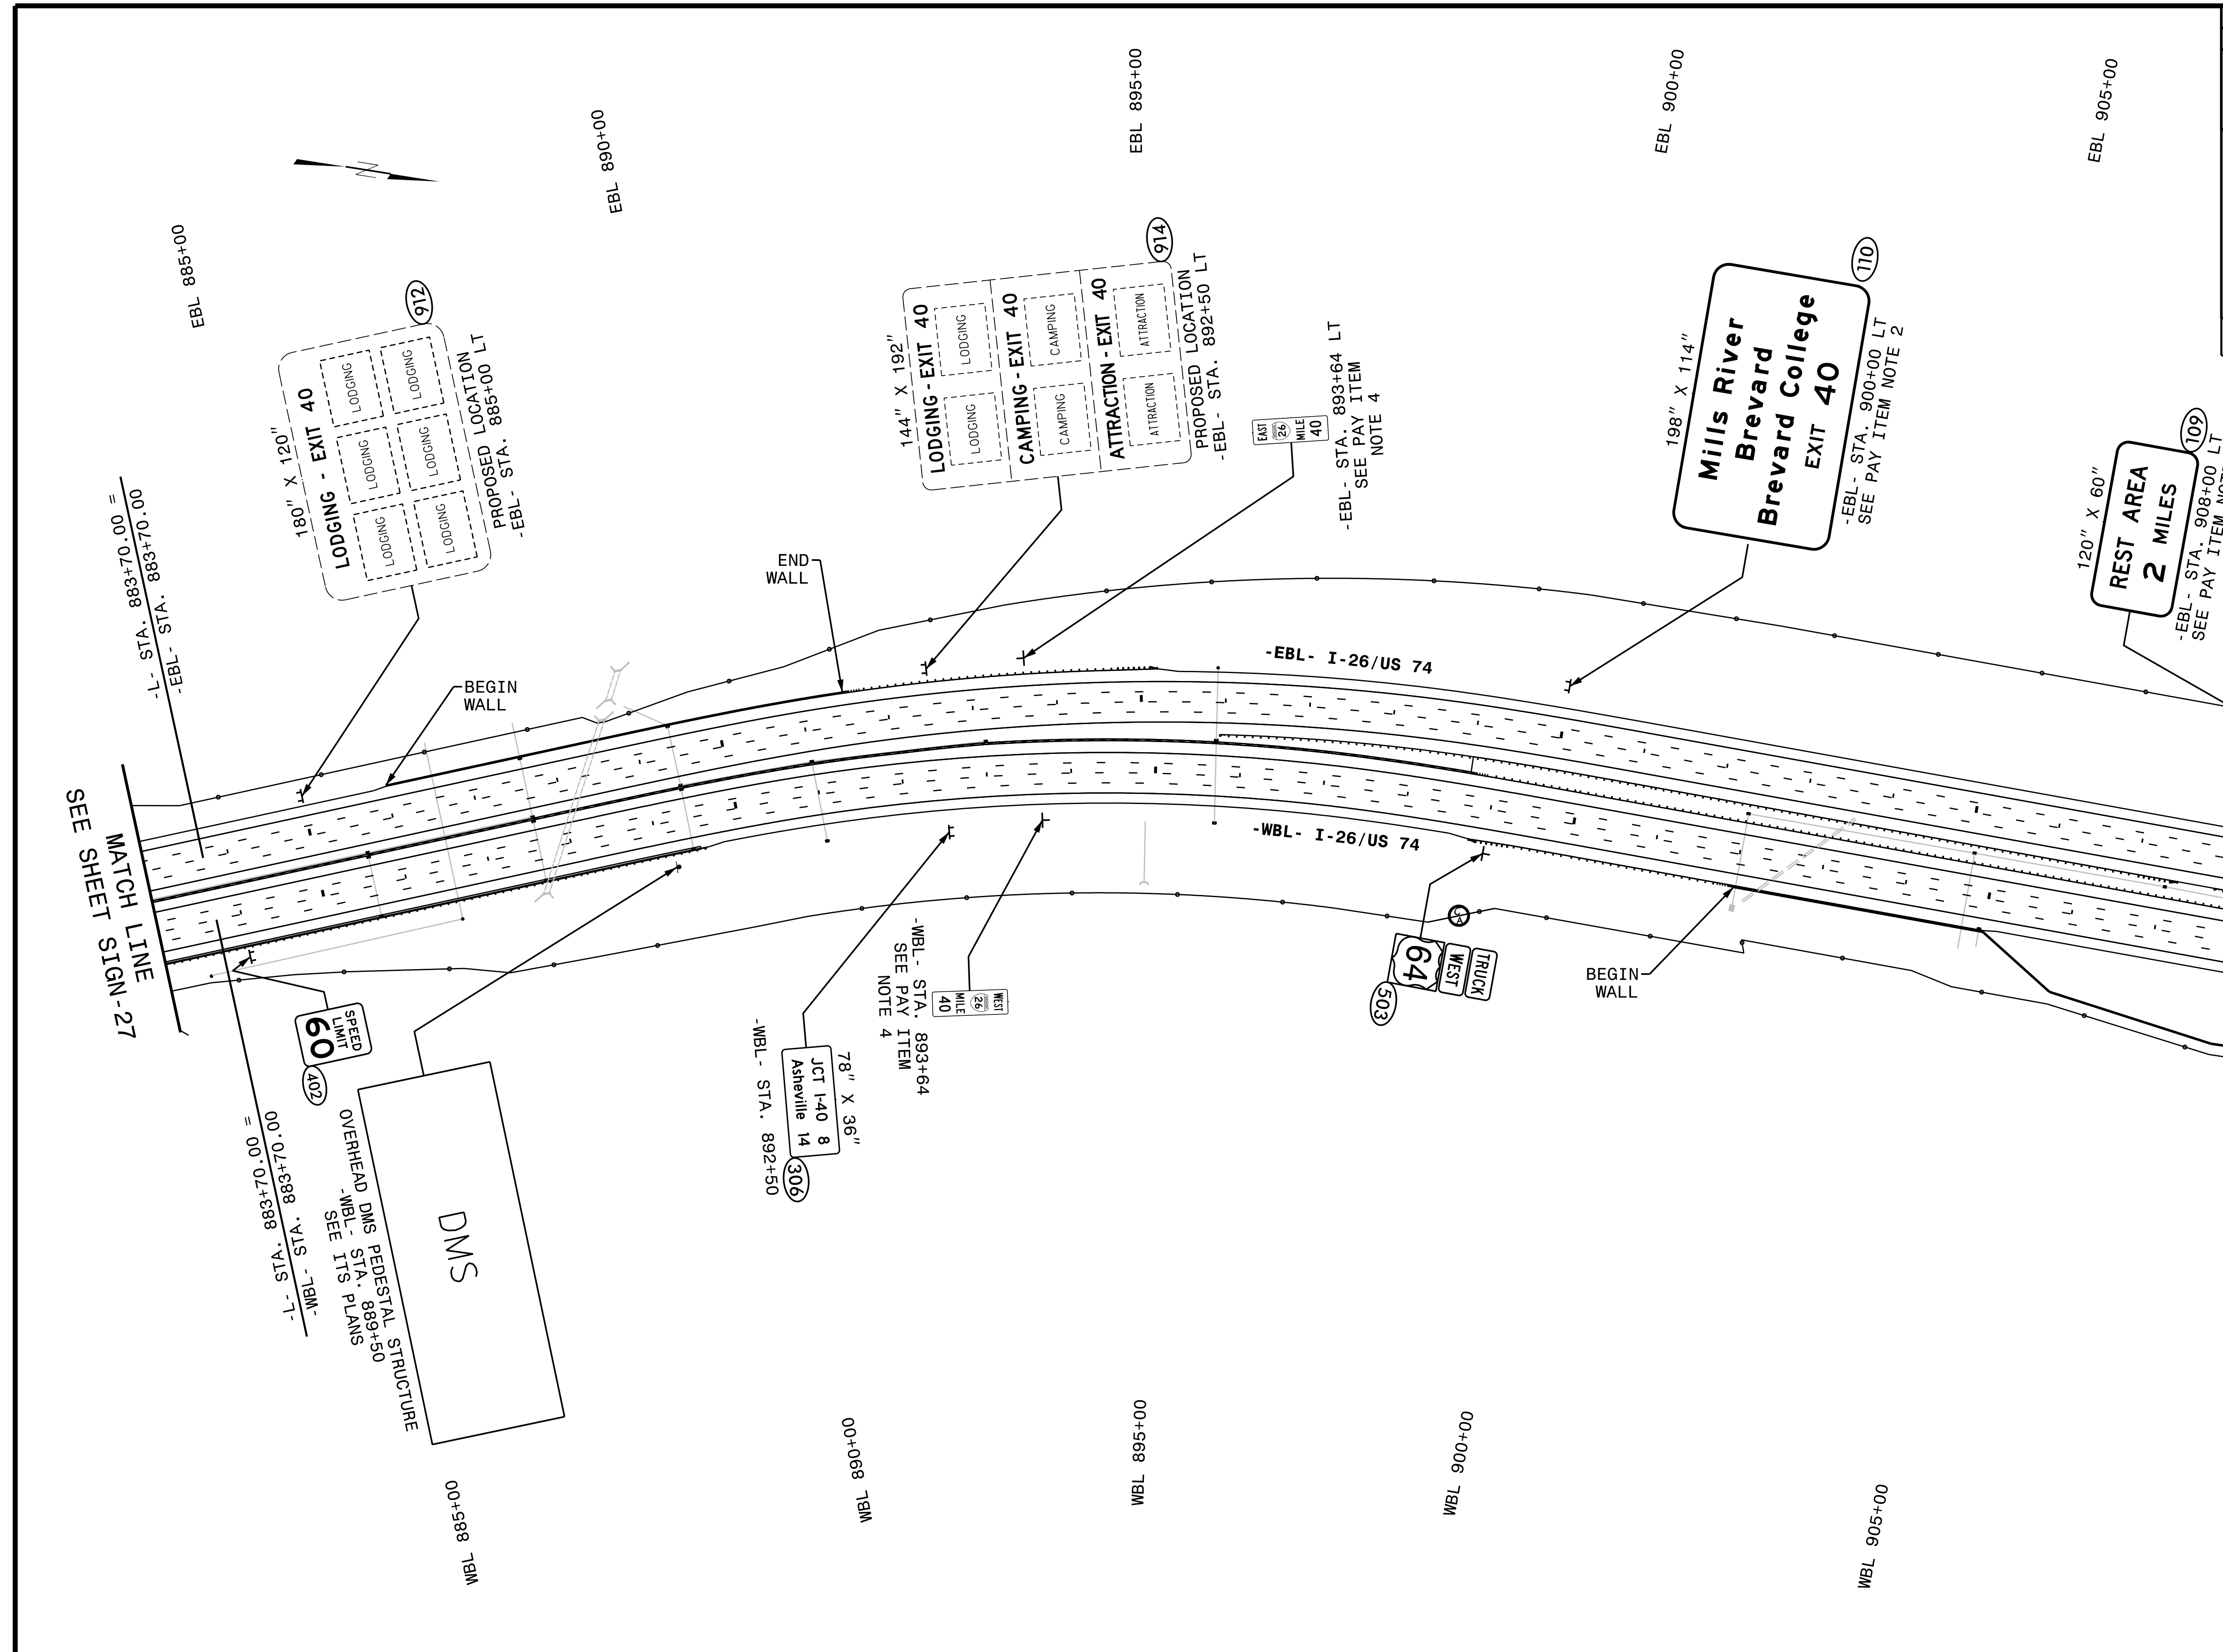 EBL 885+00
EBL 890+00
EBL 895+00
EBL 900+00
EBL 905+00
N
-L- STA. 883+70.00 =
-EBL- STA. 883+70.00
180" X 120"
LODGING - EXIT 40
LODGING LODGING LODGING
LODGING LODGING LODGING
912
PROPOSED LOCATION
-EBL- STA. 885+00 LT
BEGIN
WALL
END
WALL
144" X 192"
LODGING - EXIT 40
LODGING LODGING
CAMPING - EXIT 40
CAMPING CAMPING
ATTRACTION - EXIT 40
ATTRACTION ATTRACTION
914
PROPOSED LOCATION
-EBL- STA. 892+50 LT
EAST
26
MILE
40
-EBL- STA. 893+64 LT
SEE PAY ITEM
NOTE 4
198" X 114"
Mills River
Brevard
Brevard College
EXIT 40
110
-EBL- STA. 900+00 LT
SEE PAY ITEM NOTE 2
120" X 60"
REST AREA
2 MILES
109
-EBL- STA. 908+00 LT
SEE PAY ITEM
-EBL- I-26/US 74
-WBL- I-26/US 74
MATCH LINE
SEE SHEET SIGN-27
SPEED
LIMIT
60
402
-WBL- STA. 883+70.00
-L- STA. 883+70.00 =
OVERHEAD DMS PEDESTAL STRUCTURE
-WBL- STA. 889+50
SEE ITS PLANS
DMS
78" X 36"
JCT I-40 8
Asheville 14
306
-WBL- STA. 892+50
-WBL- STA. 893+64
SEE PAY ITEM
NOTE 4
WEST
26
MILE
40
TRUCK
WEST
64
503
C/A
BEGIN
WALL
WBL 885+00
WBL 890+00
WBL 895+00
WBL 900+00
WBL 905+00